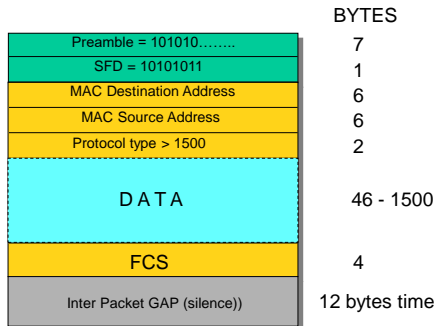 BYTES
Preamble = 101010........ 7
SFD = 10101011 1
MAC Destination Address 6
MAC Source Address 6
Protocol type > 1500 2
D A T A 46 - 1500
FCS 4
Inter Packet GAP (silence)) 12 bytes time